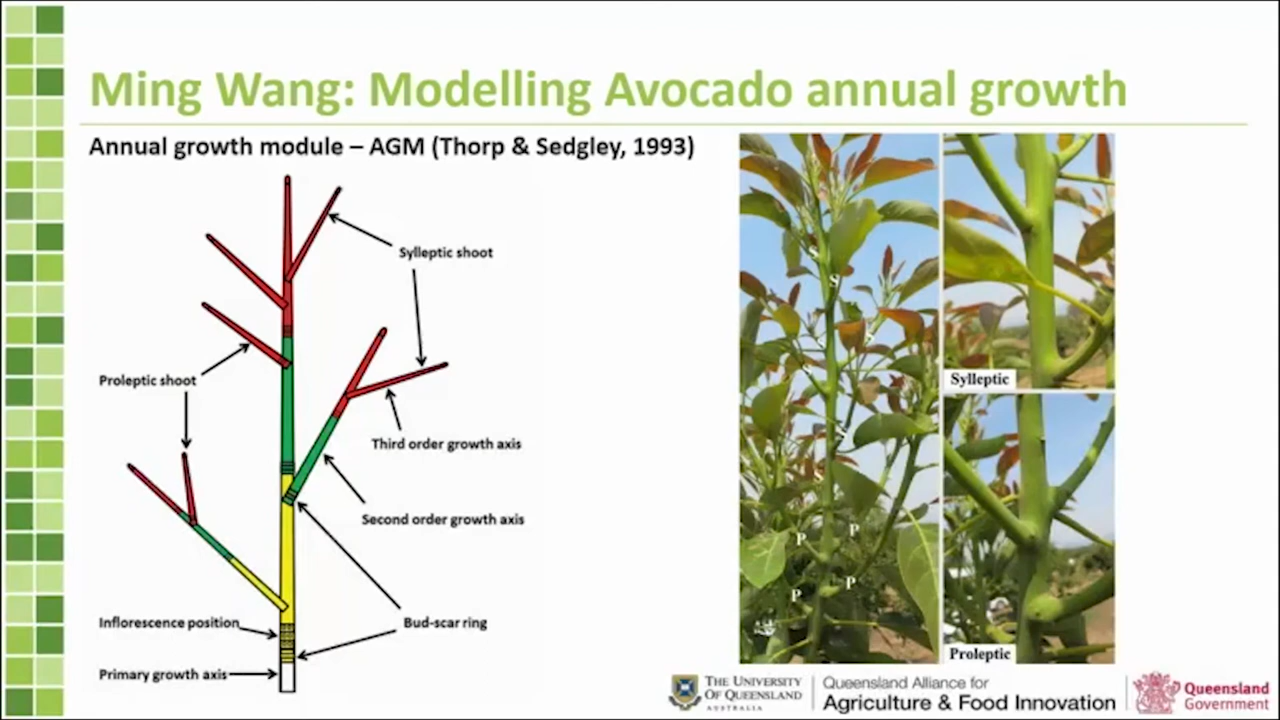 Ming Wang: Modelling Avocado annual growth
Annual growth module – AGM (Thorp & Sedgley, 1993)
Sylleptic shoot
Proleptic shoot
Third order growth axis
Second order growth axis
Inflorescence position
Bud-scar ring
Primary growth axis
S
S
S
P
P
P
P
Sylleptic
Proleptic
THE UNIVERSITY
OF QUEENSLAND
AUSTRALIA
Queensland Alliance for
Agriculture & Food Innovation
Queensland
Government